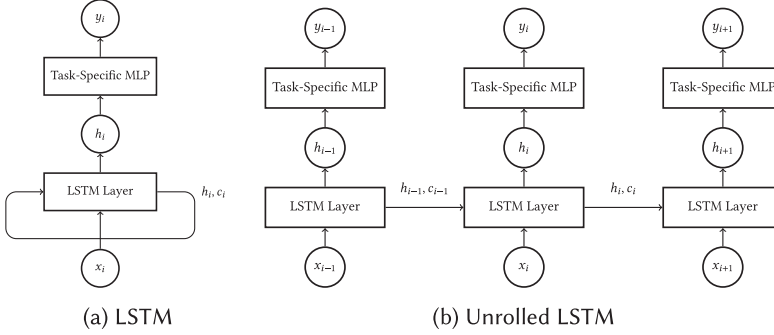 y_i
Task-Specific MLP
h_i
LSTM Layer
h_i, c_i
x_i
(a) LSTM
y_{i−1}
y_i
y_{i+1}
Task-Specific MLP
Task-Specific MLP
Task-Specific MLP
h_{i−1}
h_i
h_{i+1}
LSTM Layer
h_{i−1}, c_{i−1}
LSTM Layer
h_i, c_i
LSTM Layer
x_{i−1}
x_i
x_{i+1}
(b) Unrolled LSTM